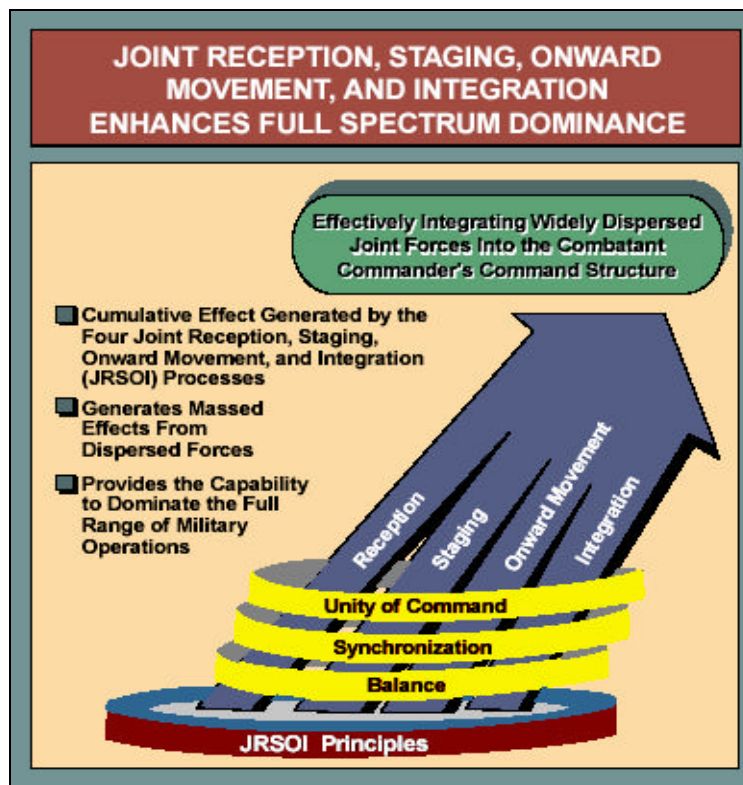 JOINT RECEPTION, STAGING, ONWARD
MOVEMENT, AND INTEGRATION
ENHANCES FULL SPECTRUM DOMINANCE
Effectively Integrating Widely Dispersed
Joint Forces Into the Combatant
Commander's Command Structure
Cumulative Effect Generated by the
Four Joint Reception, Staging,
Onward Movement, and Integration
(JRSOI) Processes
Generates Massed
Effects From
Dispersed Forces
Provides the Capability
to Dominate the Full
Range of Military
Operations
Reception
Staging
Onward Movement
Integration
Unity of Command
Synchronization
Balance
JRSOI Principles